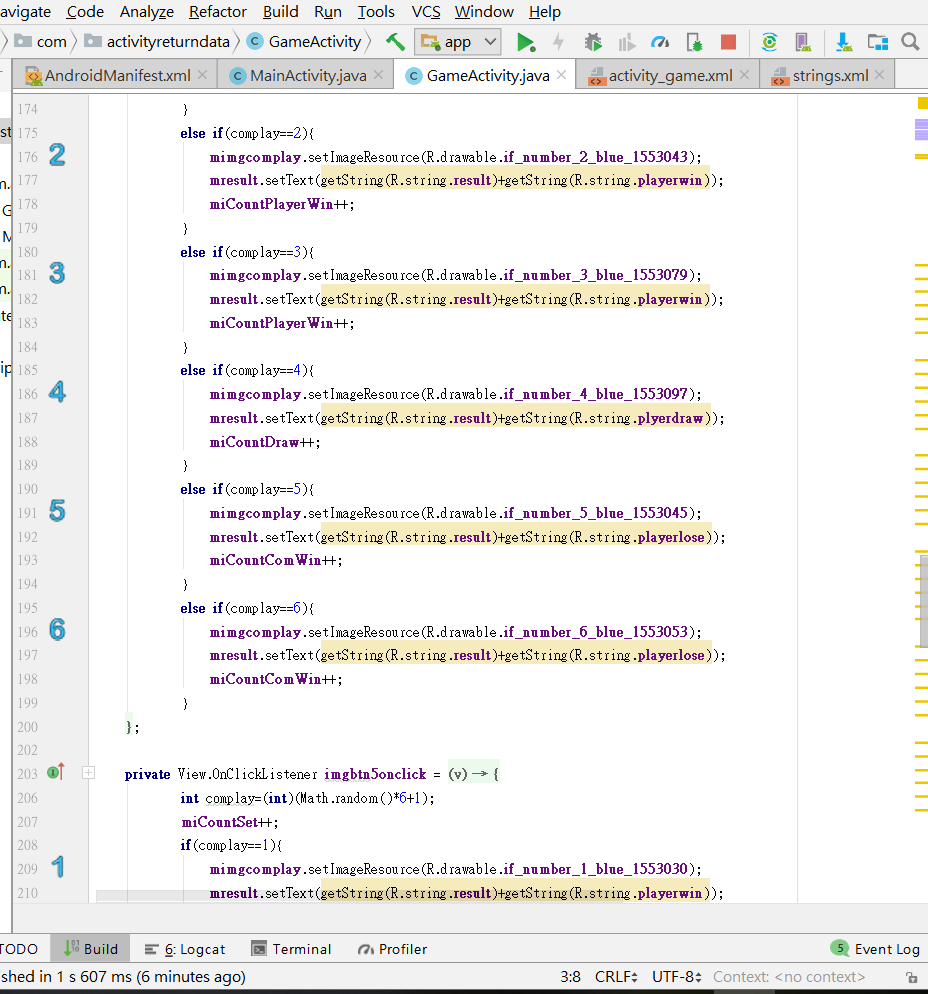 avigate Code Analyze Refactor Build Run Tools VCS Window Help
com activityreturndata GameActivity app
AndroidManifest.xml MainActivity.java GameActivity.java activity_game.xml strings.xml
174 }
175 else if(complay==2){
176 mimgcomplay.setImageResource(R.drawable.if_number_2_blue_1553043);
177 mresult.setText(getString(R.string.result)+getString(R.string.playerwin));
178 miCountPlayerWin++;
179 }
180 else if(complay==3){
181 mimgcomplay.setImageResource(R.drawable.if_number_3_blue_1553079);
182 mresult.setText(getString(R.string.result)+getString(R.string.playerwin));
183 miCountPlayerWin++;
184 }
185 else if(complay==4){
186 mimgcomplay.setImageResource(R.drawable.if_number_4_blue_1553097);
187 mresult.setText(getString(R.string.result)+getString(R.string.plyerdraw));
188 miCountDraw++;
189 }
190 else if(complay==5){
191 mimgcomplay.setImageResource(R.drawable.if_number_5_blue_1553045);
192 mresult.setText(getString(R.string.result)+getString(R.string.playerlose));
193 miCountComWin++;
194 }
195 else if(complay==6){
196 mimgcomplay.setImageResource(R.drawable.if_number_6_blue_1553053);
197 mresult.setText(getString(R.string.result)+getString(R.string.playerlose));
198 miCountComWin++;
199 }
200 };
202
203 private View.OnClickListener imgbtn5onclick = (v) → {
206 int complay=(int)(Math.random()*6+1);
207 miCountSet++;
208 if(complay==1){
209 mimgcomplay.setImageResource(R.drawable.if_number_1_blue_1553030);
210 mresult.setText(getString(R.string.result)+getString(R.string.playerwin));
TODO Build 6: Logcat Terminal Profiler 5 Event Log
shed in 1 s 607 ms (6 minutes ago) 3:8 CRLF UTF-8 Context: <no context>